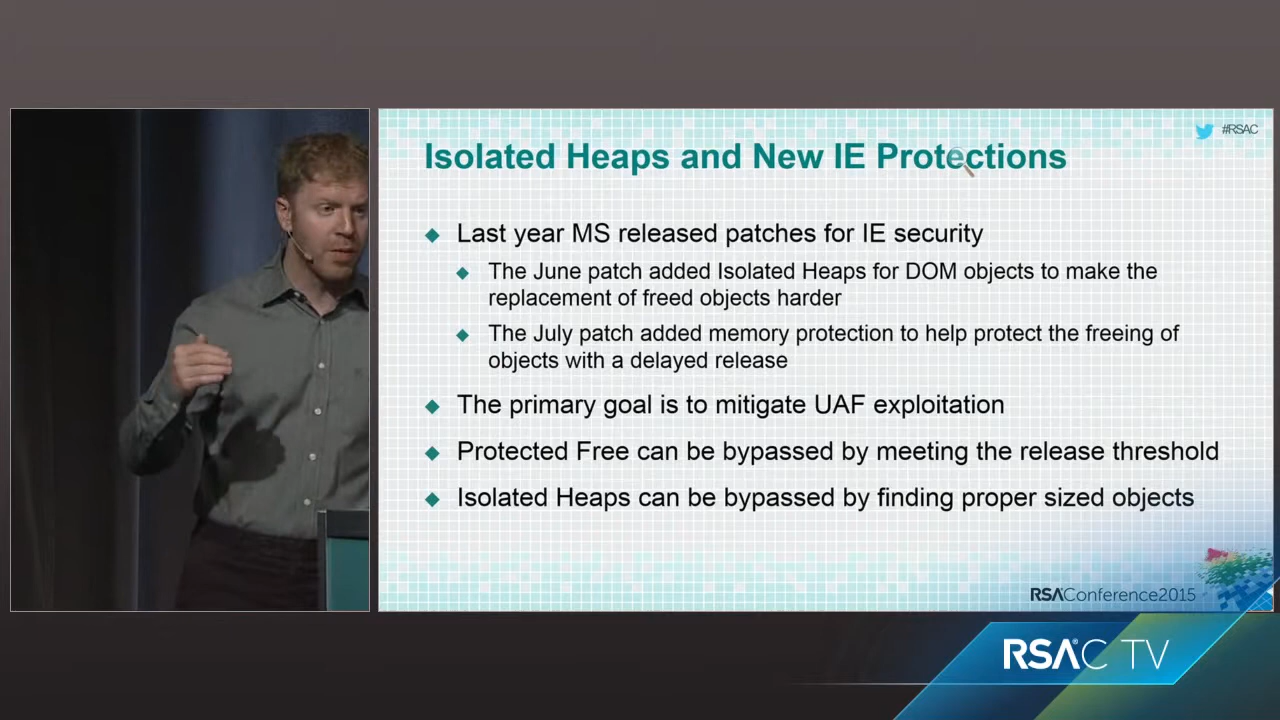 #RSAC
Isolated Heaps and New IE Protections
Last year MS released patches for IE security
The June patch added Isolated Heaps for DOM objects to make the
replacement of freed objects harder
The July patch added memory protection to help protect the freeing of
objects with a delayed release
The primary goal is to mitigate UAF exploitation
Protected Free can be bypassed by meeting the release threshold
Isolated Heaps can be bypassed by finding proper sized objects
RSAConference2015
RSAC TV